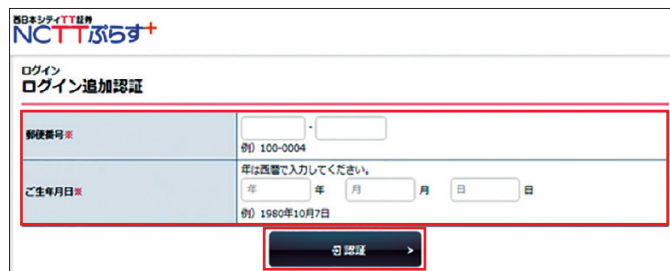 西日本シティTT証券
NCTTぷらす+
ログイン
ログイン追加認証
郵便番号※
-
例）100-0004
ご生年月日※
年は西暦で入力してください。
年 年 月 月 日 日
例）1980年10月7日
認証 >